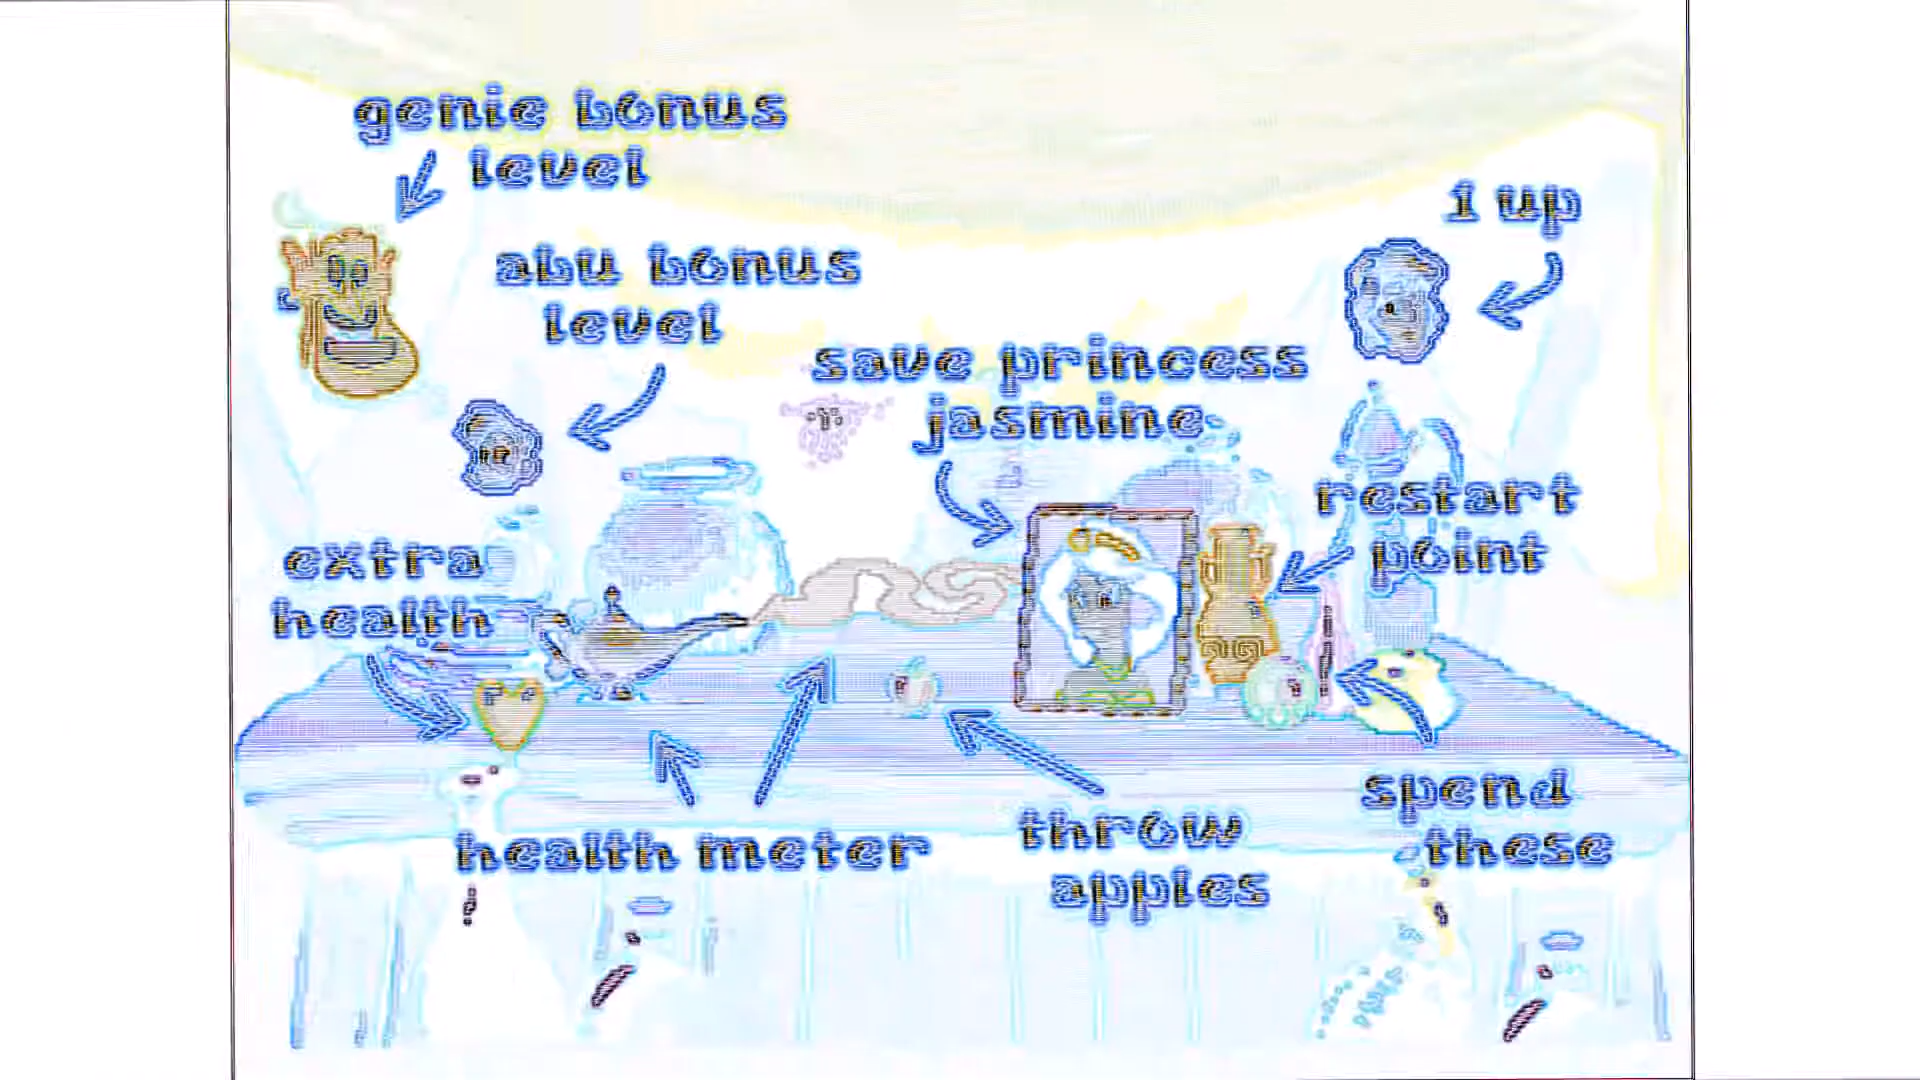 genie bonus
level
abu bonus
level
1 up
save princess
jasmine
restart
point
extra
health
health meter
throw
apples
spend
these